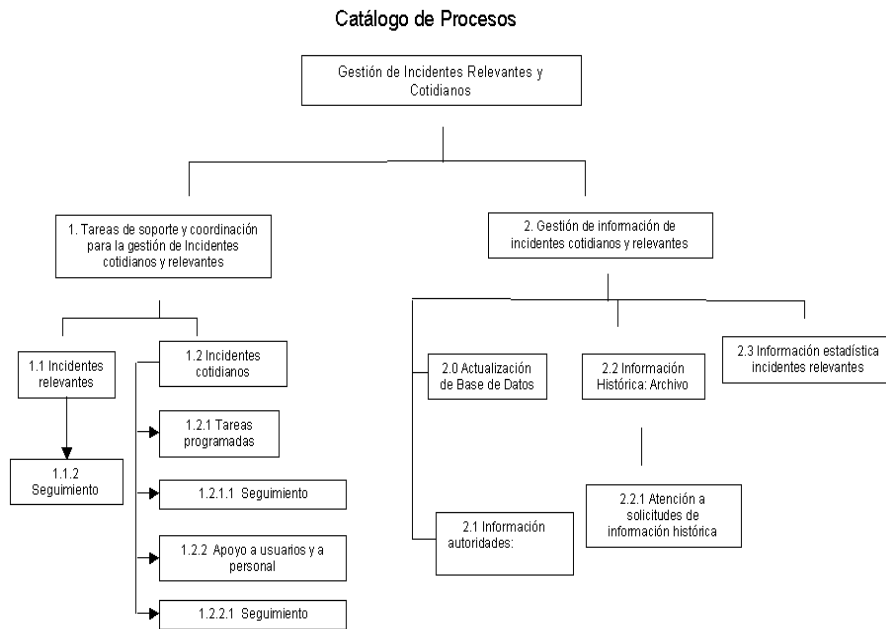 Catálogo de Procesos
Gestión de Incidentes Relevantes y
Cotidianos
1. Tareas de soporte y coordinación
para la gestión de Incidentes
cotidianos y relevantes
2. Gestión de información de
incidentes cotidianos y relevantes
1.1 Incidentes
relevantes
1.2 Incidentes
cotidianos
2.0 Actualización
de Base de Datos
2.2 Información
Histórica: Archivo
2.3 Información estadística
incidentes relevantes
1.2.1 Tareas
programadas
1.1.2
Seguimiento
1.2.1.1 Seguimiento
2.1 Información
autoridades:
2.2.1 Atención a
solicitudes de
información histórica
1.2.2 Apoyo a usuarios y a
personal
1.2.2.1 Seguimiento